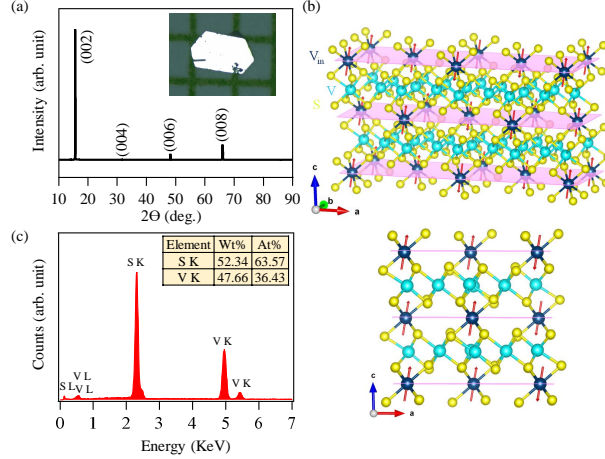 (a)
Intensity (arb. unit)
(002)
(004)
(006)
(008)
10 20 30 40 50 60 70 80 90
2Θ (deg.)
(b)
Vin
V
S
c
b
a
(c)
Counts (arb. unit)
Element Wt% At%
S K 52.34 63.57
V K 47.66 36.43
S K
V K
V K
V L
S L V L
0 1 2 3 4 5 6 7
Energy (KeV)
c
a